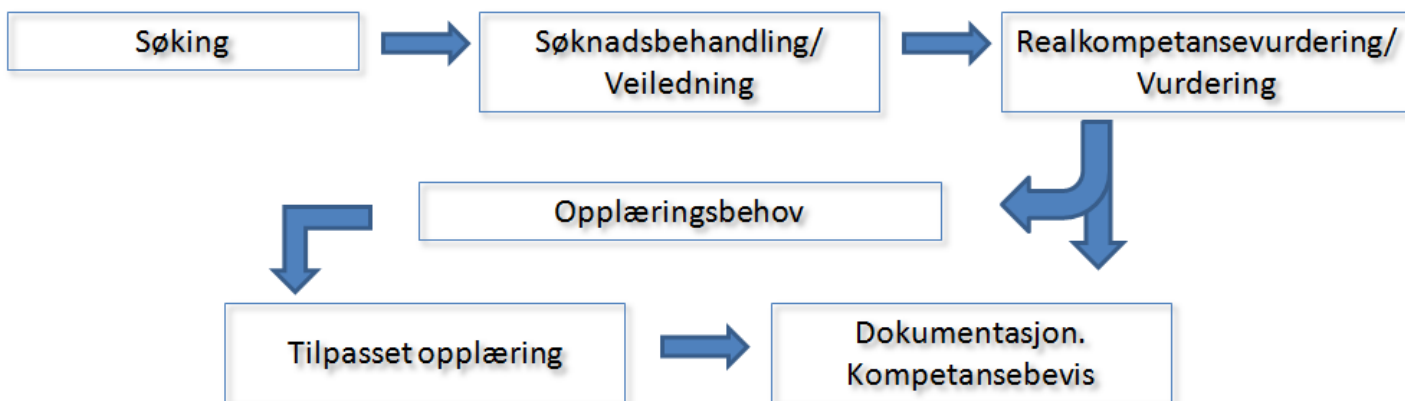 Søking
Søknadsbehandling/
Veiledning
Realkompetansevurdering/
Vurdering
Opplæringsbehov
Tilpasset opplæring
Dokumentasjon.
Kompetansebevis